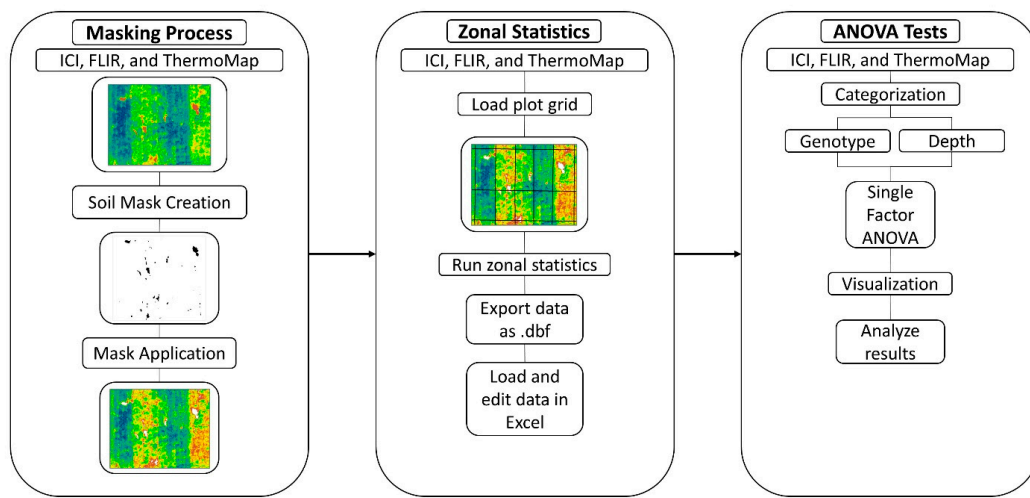 Masking Process
ICI, FLIR, and ThermoMap
Soil Mask Creation
Mask Application
Zonal Statistics
ICI, FLIR, and ThermoMap
Load plot grid
Run zonal statistics
Export data
as .dbf
Load and
edit data in
Excel
ANOVA Tests
ICI, FLIR, and ThermoMap
Categorization
Genotype
Depth
Single
Factor
ANOVA
Visualization
Analyze
results